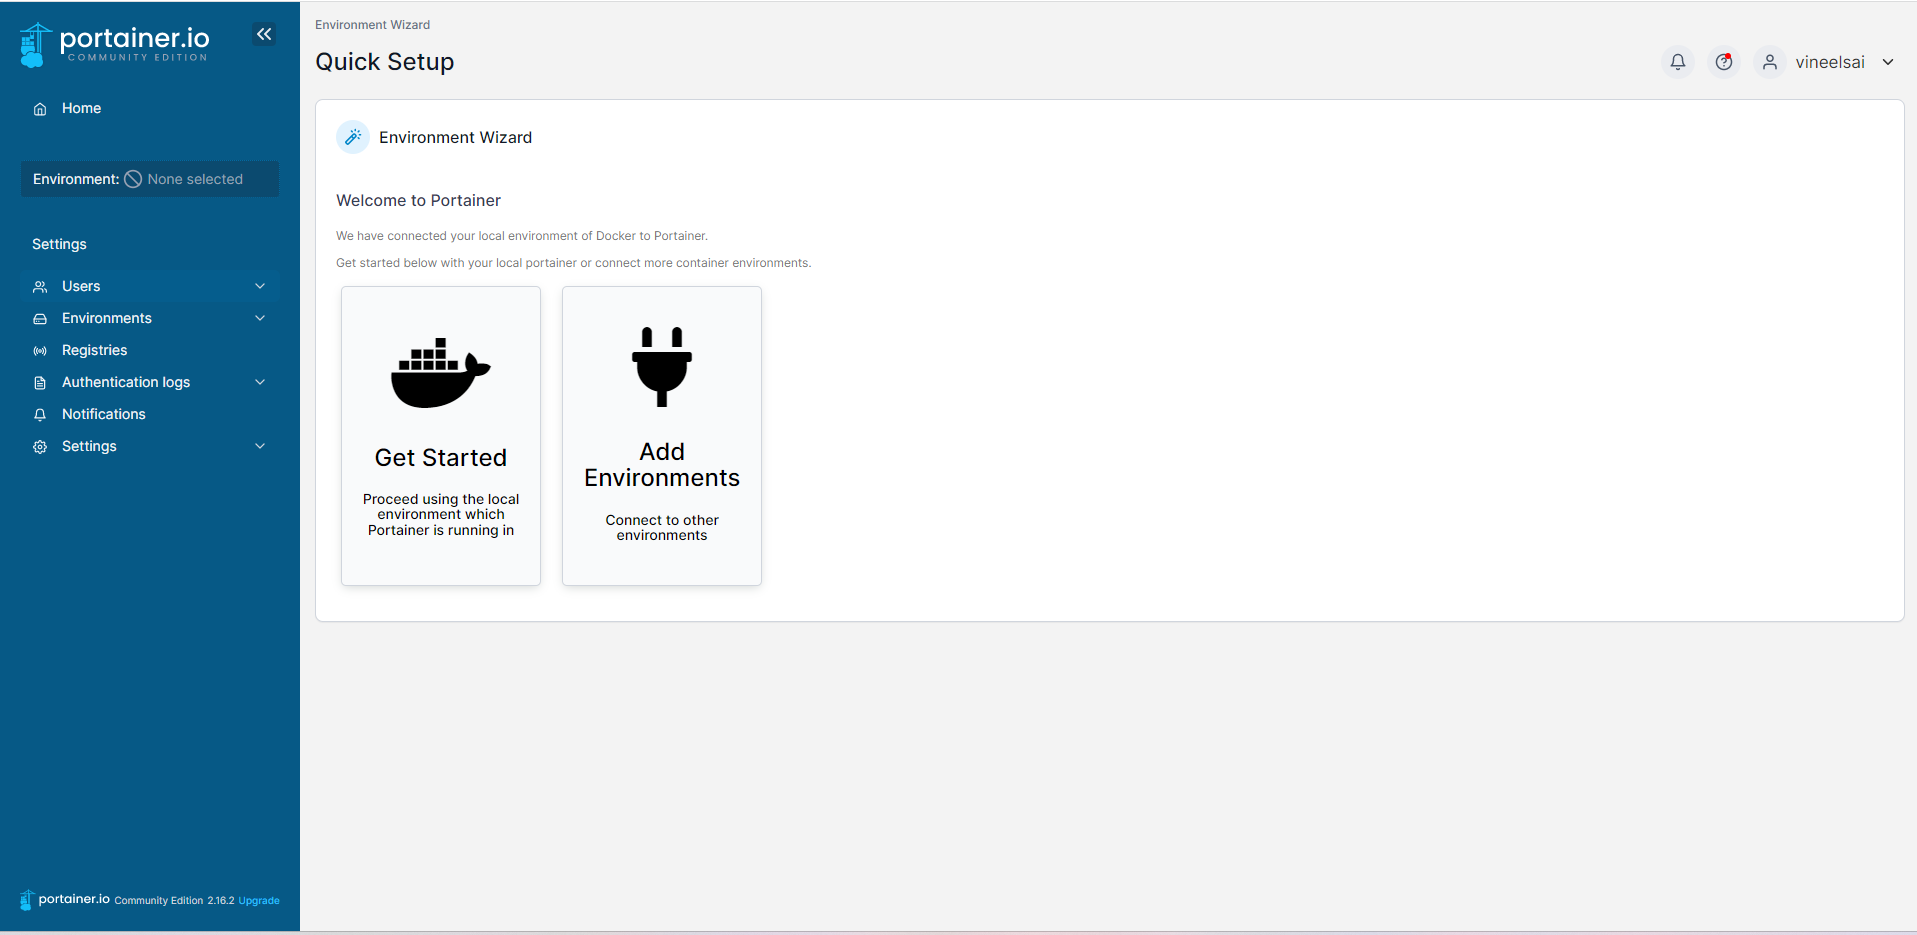 portainer.io
COMMUNITY EDITION
Home
Environment: None selected
Settings
Users
Environments
Registries
Authentication logs
Notifications
Settings
portainer.io Community Edition 2.16.2 Upgrade
Environment Wizard
Quick Setup
vineelsai
Environment Wizard
Welcome to Portainer
We have connected your local environment of Docker to Portainer.
Get started below with your local portainer or connect more container environments.
Get Started
Proceed using the local
environment which
Portainer is running in
Add
Environments
Connect to other
environments